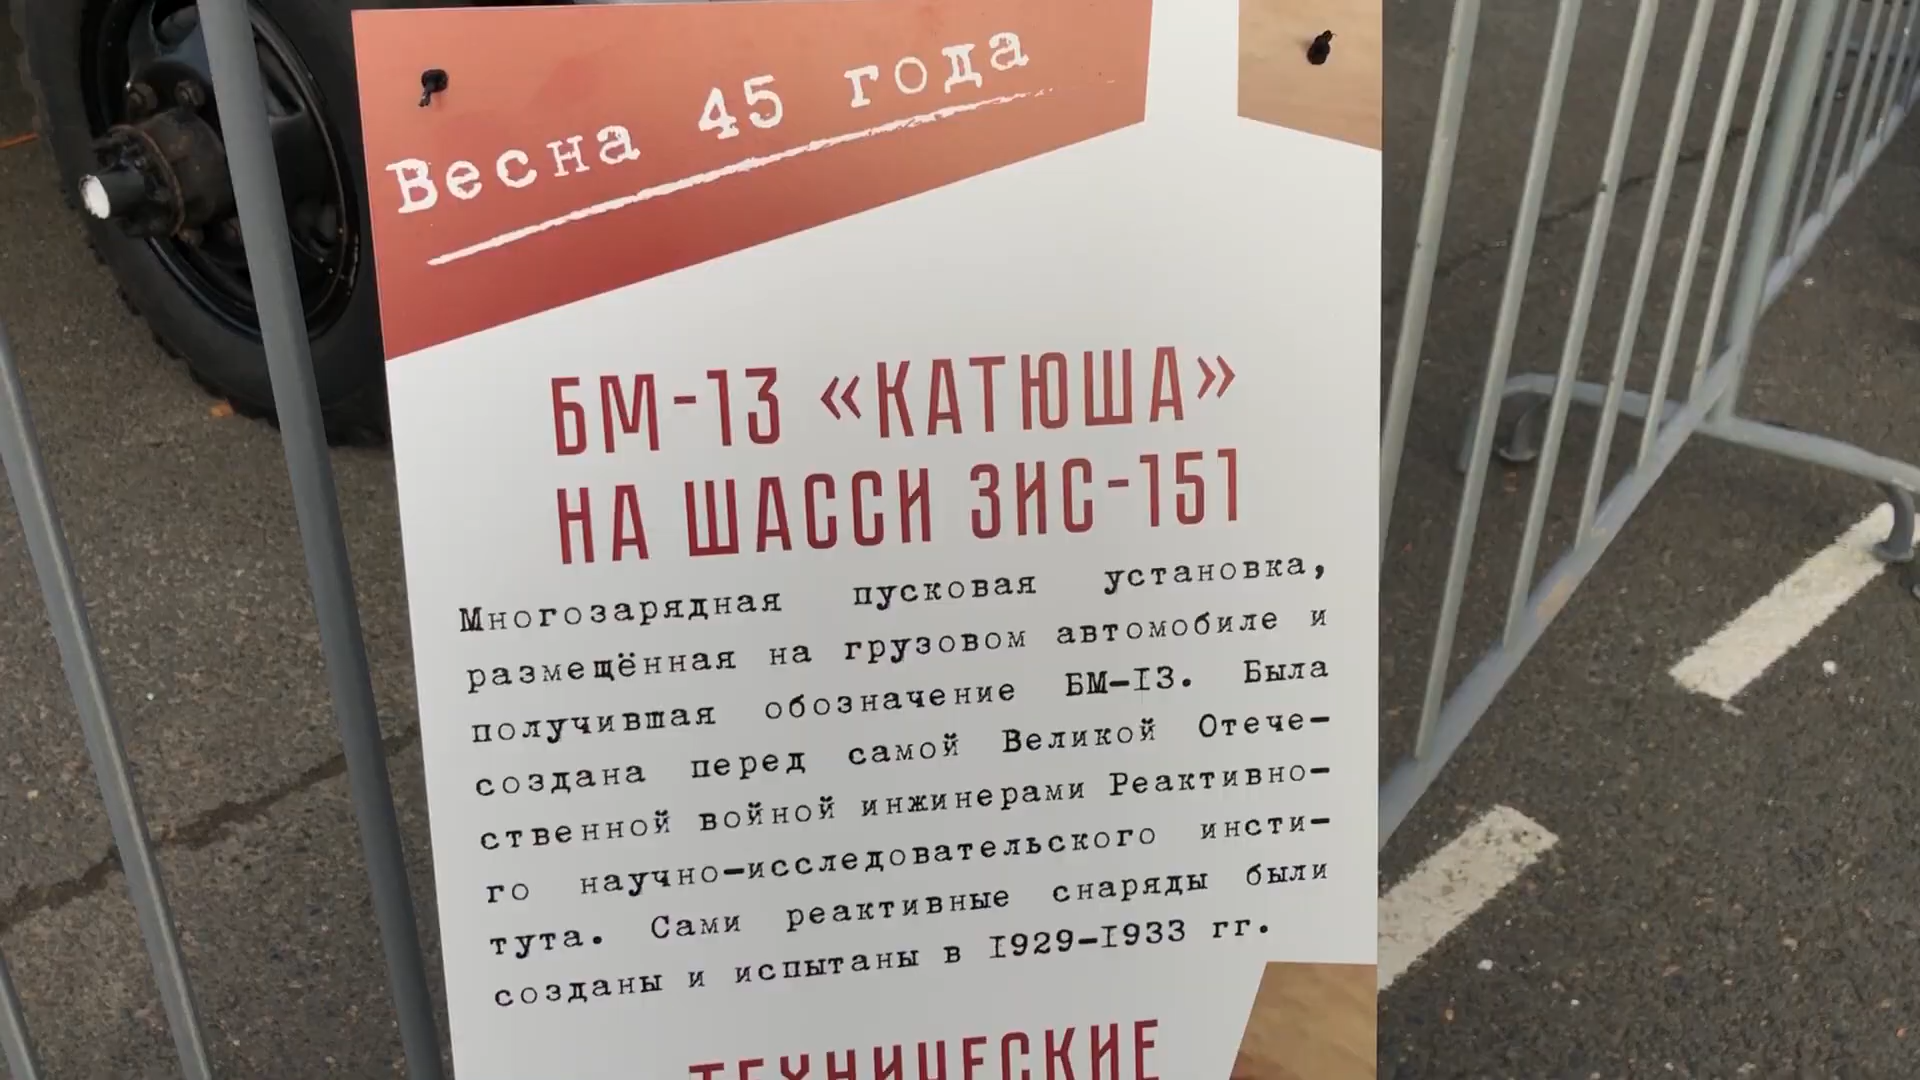 Весна 45 года
БМ-13 «КАТЮША»
НА ШАССИ ЗИС-151
Многозарядная пусковая установка,
размещённая на грузовом автомобиле и
получившая обозначение БМ-13. Была
создана перед самой Великой Отече-
ственной войной инжинерами Реактивно-
го научно-исследовательского инсти-
тута. Сами реактивные снаряды были
созданы и испытаны в 1929-1933 гг.
ТЕХНИЧЕСКИЕ